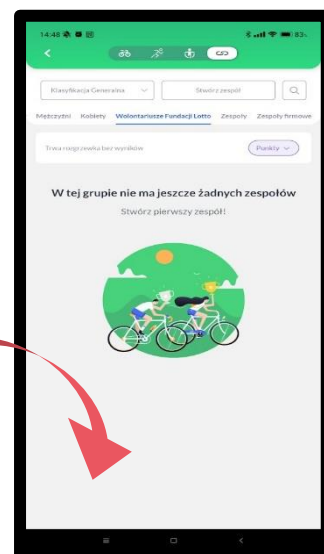 14:48
83%
Klasyfikacja Generalna
Stwórz zespół
Mężczyźni Kobiety Wolontariusze Fundacji Lotto Zespoły Zespoły firmowe
Trwa rozgrzewka bez wyników
Punkty
W tej grupie nie ma jeszcze żadnych zespołów
Stwórz pierwszy zespół!